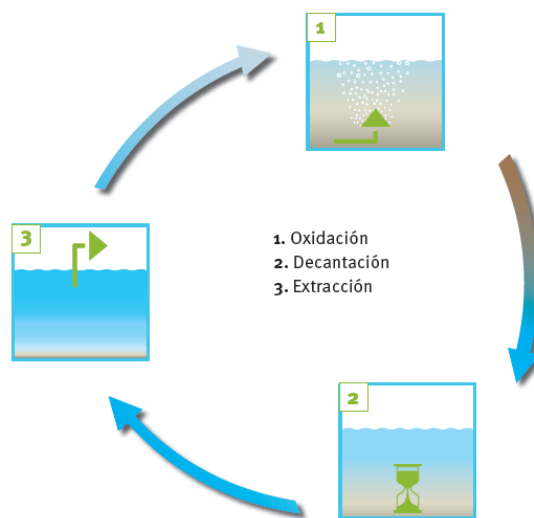 1
3
1. Oxidación
2. Decantación
3. Extracción
2